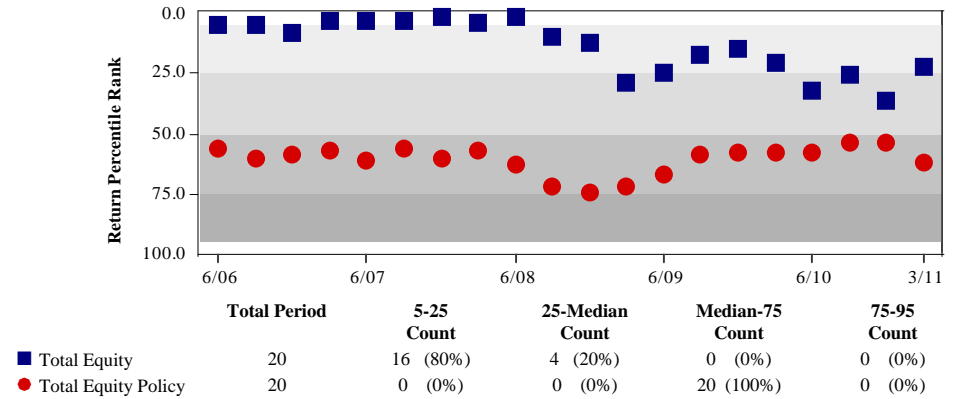 Return Percentile Rank
0.0
25.0
50.0
75.0
100.0
6/06 6/07 6/08 6/09 6/10 3/11
Total Period 5-25 Count 25-Median Count Median-75 Count 75-95 Count
Total Equity 20 16 (80%) 4 (20%) 0 (0%) 0 (0%)
Total Equity Policy 20 0 (0%) 0 (0%) 20 (100%) 0 (0%)